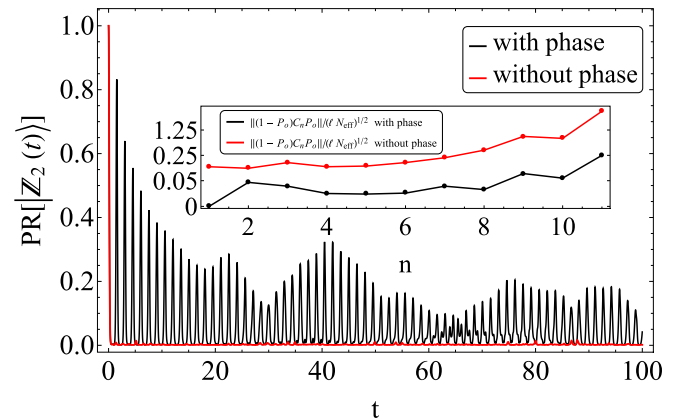 PR[|ℤ₂ (t)⟩]
1.0
0.8
0.6
0.4
0.2
0.0
with phase
without phase
||(1 − Pₒ)CₙPₒ||/(ℓ N_eff)^{1/2} with phase
||(1 − Pₒ)CₙPₒ||/(ℓ N_eff)^{1/2} without phase
1.25
0.25
0.05
0
2 4 6 8 10
n
0 20 40 60 80 100
t